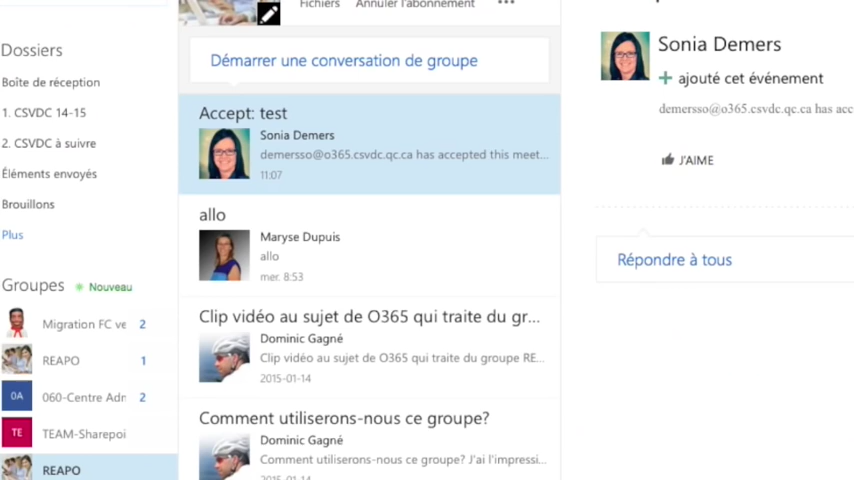 Fichiers Annuler l'abonnement ...
Dossiers
Boîte de réception
1. CSVDC 14-15
2. CSVDC à suivre
Éléments envoyés
Brouillons
Plus
Groupes Nouveau
Migration FC ve 2
REAPO 1
0A 060-Centre Adm 2
TE TEAM-Sharepoi
REAPO
Démarrer une conversation de groupe
Accept: test
Sonia Demers
demersso@o365.csvdc.qc.ca has accepted this meet...
11:07
allo
Maryse Dupuis
allo
mer. 8:53
Clip vidéo au sujet de O365 qui traite du gr...
Dominic Gagné
Clip vidéo au sujet de O365 qui traite du groupe RE...
2015-01-14
Comment utiliserons-nous ce groupe?
Dominic Gagné
Comment utiliserons-nous ce groupe? J'ai l'impressi...
2015-01-14
Sonia Demers
+ ajouté cet événement
demersso@o365.csvdc.qc.ca has acc
J'AIME
Répondre à tous